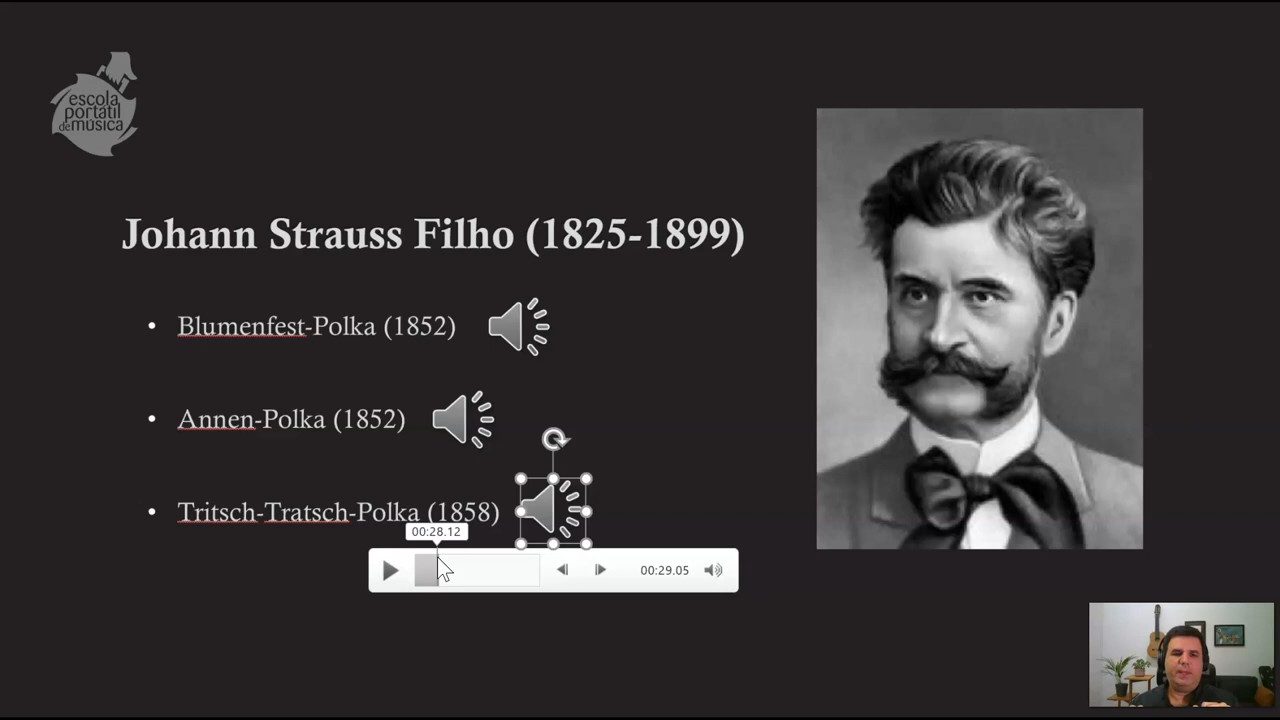 escola
portátil
de música
Johann Strauss Filho (1825-1899)
• Blumenfest-Polka (1852)
• Annen-Polka (1852)
• Tritsch-Tratsch-Polka (1858)
00:28.12
00:29.05